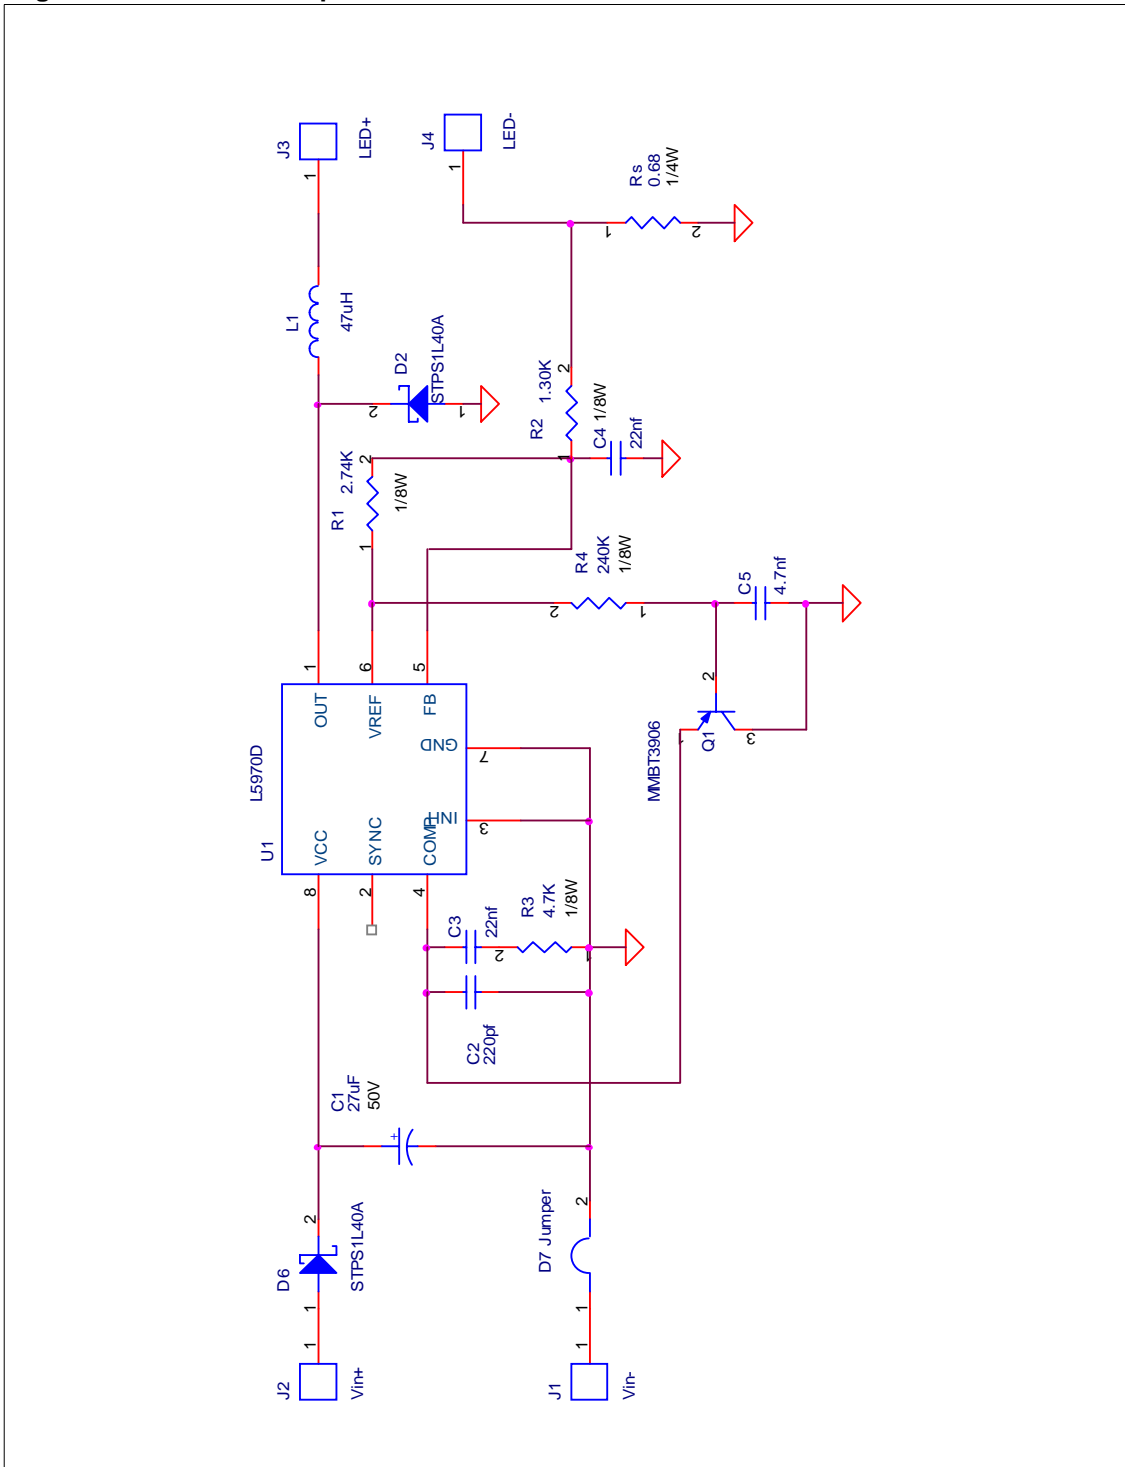 J3
LED+
1
J4
LED-
1
Rs
0.68
1/4W
1
2
L1
47uH
D2
STPS1L40A
2
1
R2
1.30K
1/8W
2
1
C4
22nf
R1
2.74K
1/8W
2
1
R4
240K
1/8W
2
1
C5
4.7nf
U1
L5970D
OUT
1
VREF
6
FB
5
GND
7
INH
3
VCC
8
SYNC
2
COMP
4
Q1
MMBT3906
2
1
3
C3
22nf
R3
4.7K
1/8W
2
1
C2
220pf
C1
27uF
50V
+
D6
STPS1L40A
2
1
D7 Jumper
2
1
J2
Vin+
1
J1
Vin-
1